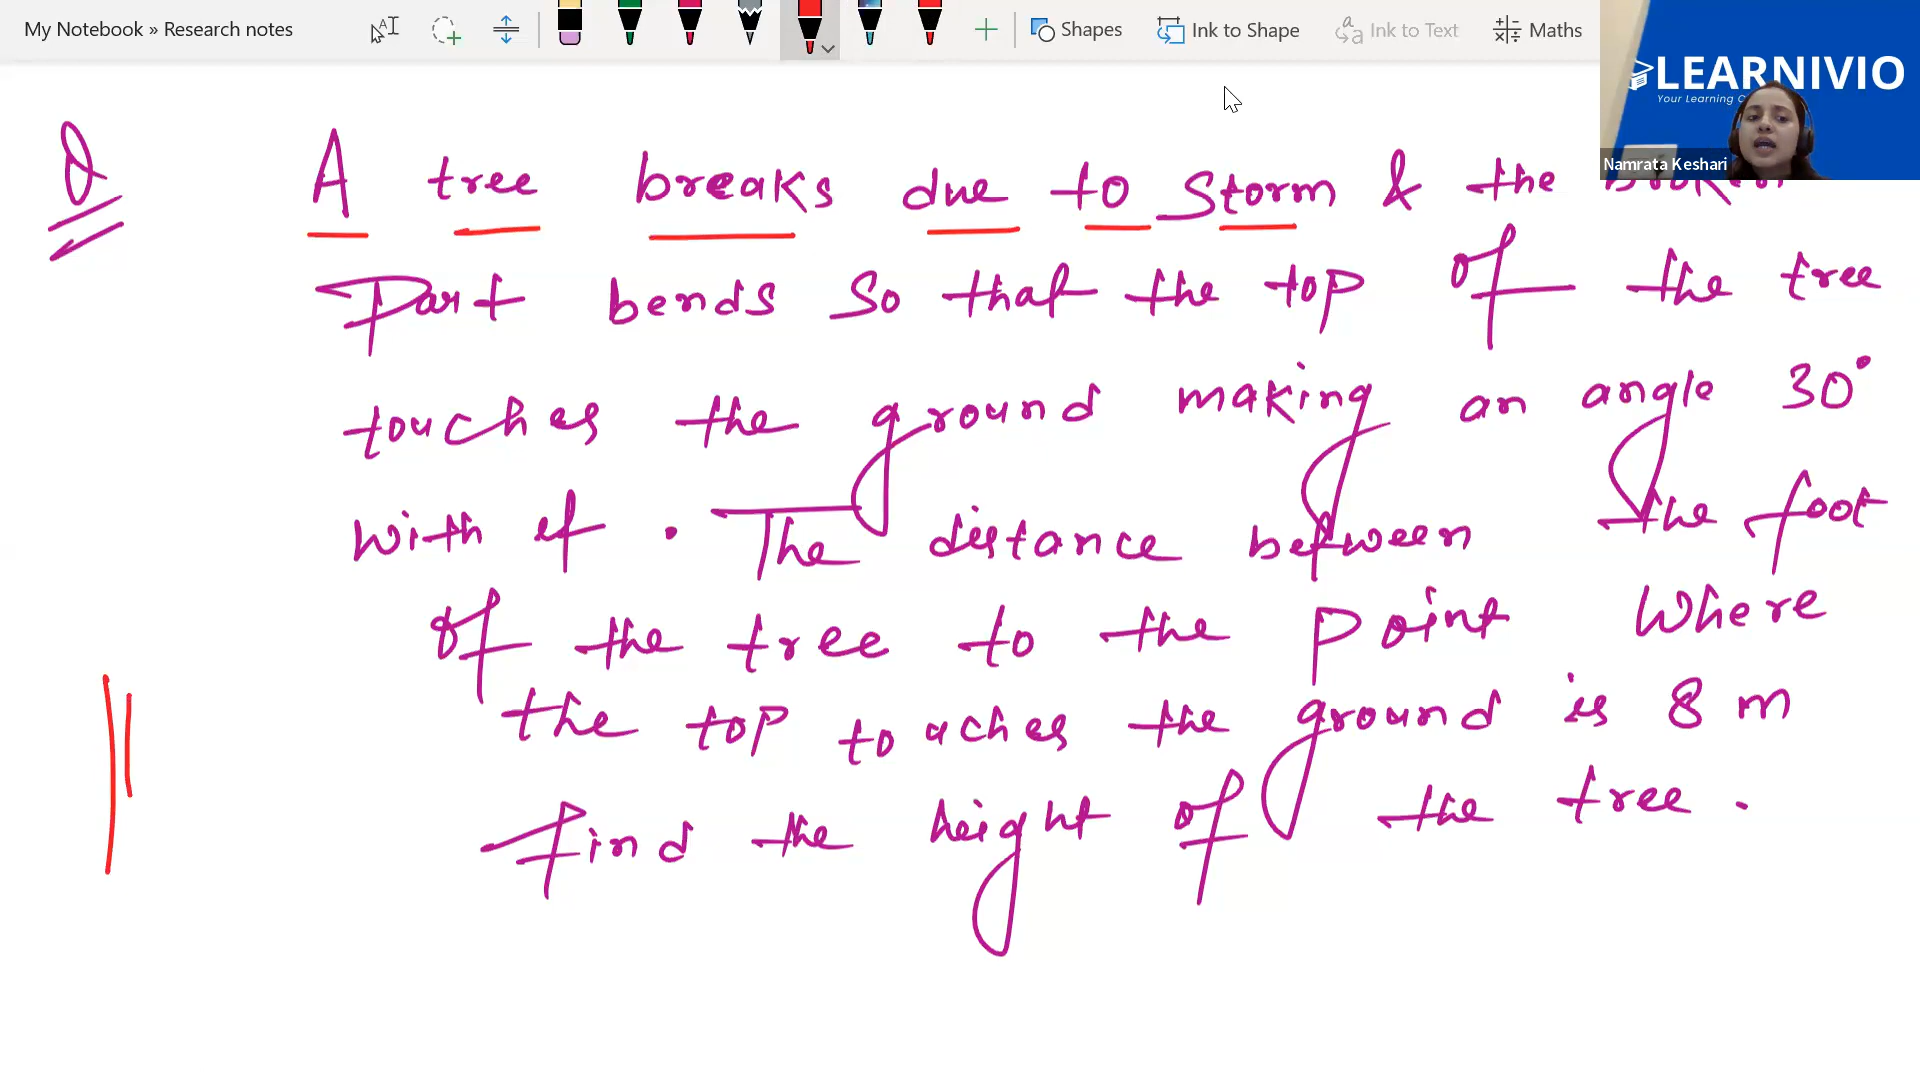 My Notebook » Research notes
Shapes
Ink to Shape
Ink to Text
Maths
LEARNIVIO
Your Learning
Namrata Keshari
Q
A tree breaks due to Storm & the broken
Part bends So that the top of the tree
touches the ground making an angle 30°
with it . The distance between the foot
of the tree to the point where
the top touches the ground is 8 m
find the height of the tree .